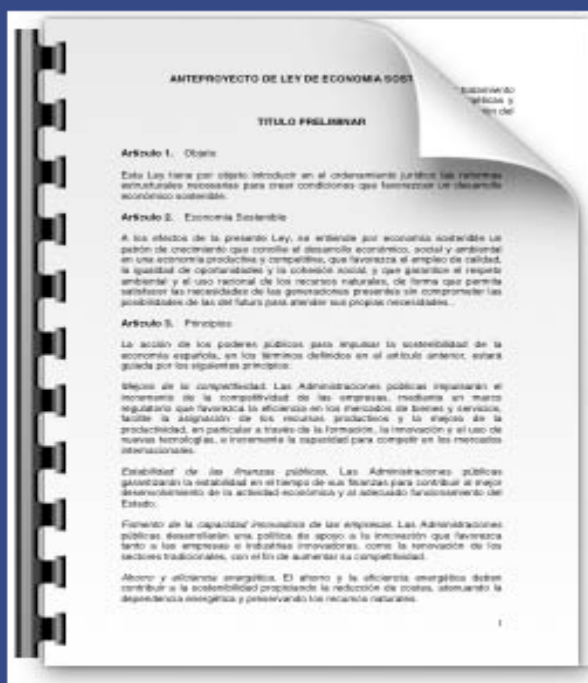 ANTEPROYECTO DE LEY DE ECONOMIA SOST
tratamiento
géticas y
ión del
TITULO PRELIMINAR
Artículo 1. Objeto
Esta Ley tiene por objeto introducir en el ordenamiento jurídico las reformas
estructurales necesarias para crear condiciones que favorezcan un desarrollo
económico sostenible.
Artículo 2. Economía Sostenible
A los efectos de la presente Ley, se entiende por economía sostenible un
patrón de crecimiento que concilie el desarrollo económico, social y ambiental
en una economía productiva y competitiva, que favorezca el empleo de calidad,
la igualdad de oportunidades y la cohesión social, y que garantice el respeto
ambiental y el uso racional de los recursos naturales, de forma que permita
satisfacer las necesidades de las generaciones presentes sin comprometer las
posibilidades de las del futuro para atender sus propias necesidades.
Artículo 3. Principios
La acción de los poderes públicos para impulsar la sostenibilidad de la
economía española, en los términos definidos en el artículo anterior, estará
guiada por los siguientes principios:
Mejora de la competitividad. Las Administraciones públicas impulsarán el
incremento de la competitividad de las empresas, mediante un marco
regulatorio que favorezca la eficiencia en los mercados de bienes y servicios,
facilite la asignación de los recursos productivos y la mejora de la
productividad, en particular a través de la formación, la innovación y el uso de
nuevas tecnologías, e incremente la capacidad para competir en los mercados
internacionales.
Estabilidad de las finanzas públicas. Las Administraciones públicas
garantizarán la estabilidad en el tiempo de sus finanzas para contribuir al mejor
desenvolvimiento de la actividad económica y al adecuado funcionamiento del
Estado.
Fomento de la capacidad innovadora de las empresas. Las Administraciones
públicas desarrollarán una política de apoyo a la innovación que favorezca
tanto a las empresas e industrias innovadoras, como la renovación de los
sectores tradicionales, con el fin de aumentar su competitividad.
Ahorro y eficiencia energética. El ahorro y la eficiencia energética deben
contribuir a la sostenibilidad propiciando la reducción de costes, atenuando la
dependencia energética y preservando los recursos naturales.
1